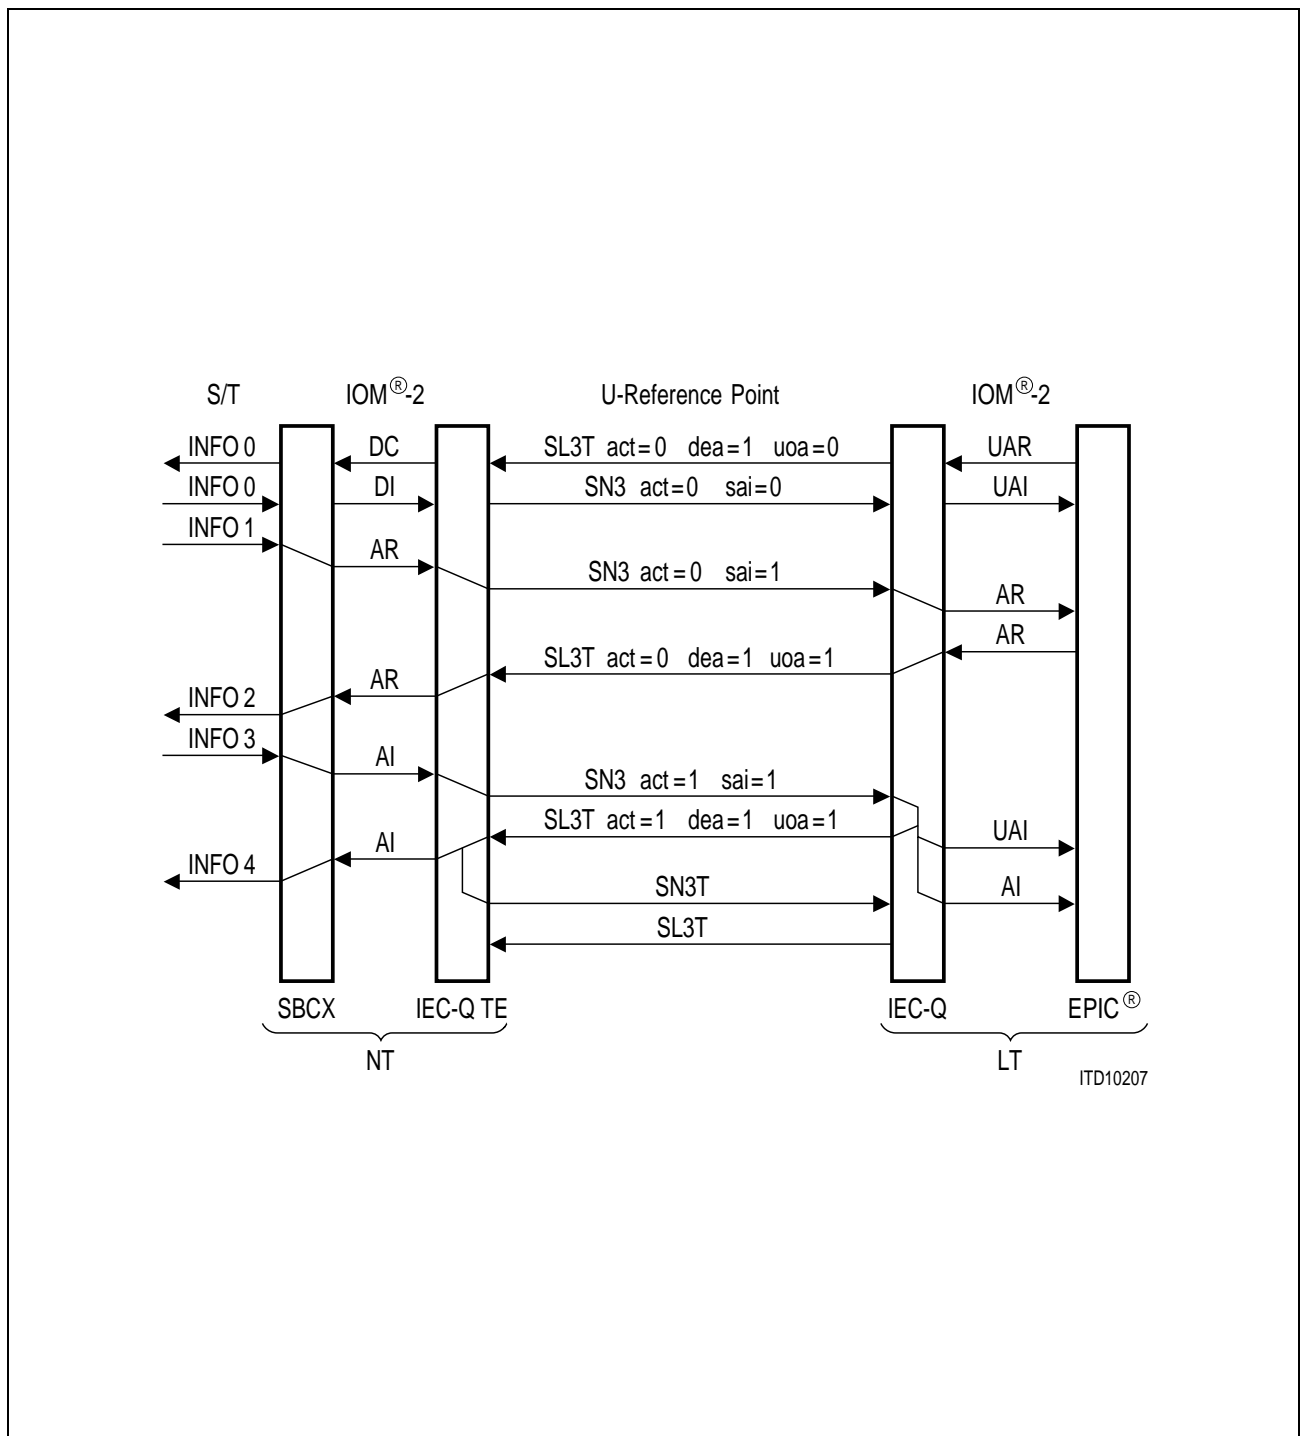 S/T IOM®-2 U-Reference Point IOM®-2
INFO 0 DC SL3T act=0 dea=1 uoa=0 UAR
INFO 0 DI SN3 act=0 sai=0 UAI
INFO 1
AR
SN3 act=0 sai=1
AR
AR
SL3T act=0 dea=1 uoa=1
AR
INFO 2
INFO 3
AI
SN3 act=1 sai=1
SL3T act=1 dea=1 uoa=1
UAI
AI
INFO 4
SN3T AI
SL3T
SBCX IEC-Q TE IEC-Q EPIC®
NT LT
ITD10207